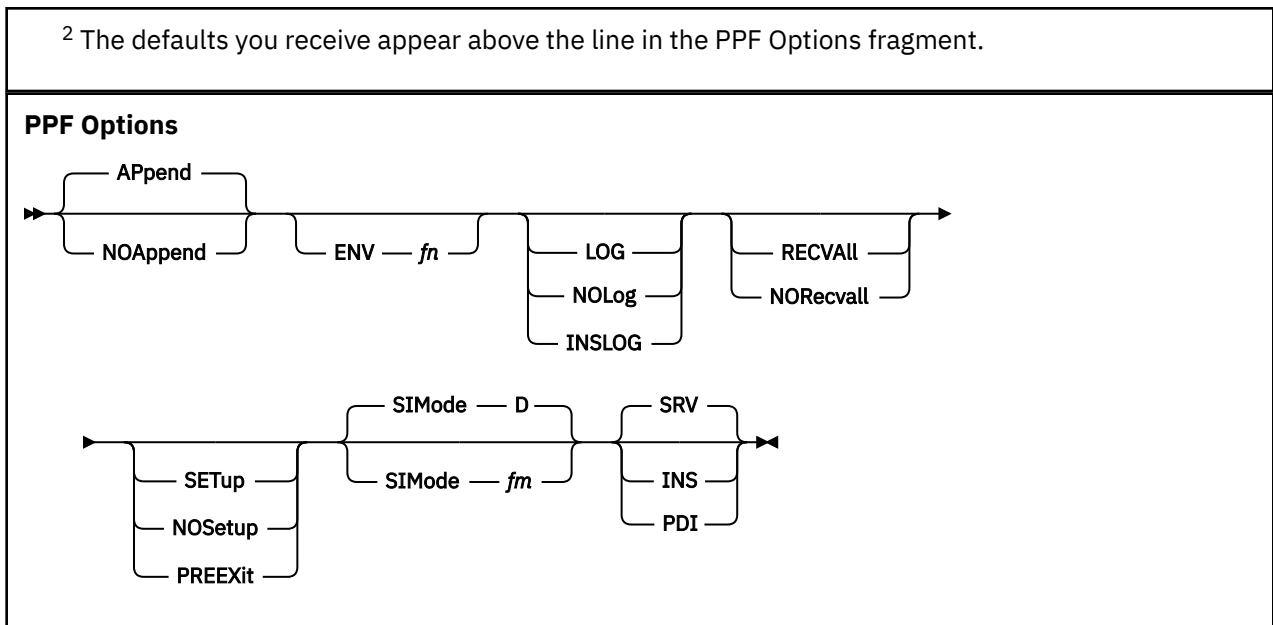 2 The defaults you receive appear above the line in the PPF Options fragment.
PPF Options
APpend
NOAppend
ENV fn
LOG
NOLog
INSLOG
RECVAll
NORecvall
SETup
NOSetup
PREEXit
SIMode D
SIMode fm
SRV
INS
PDI